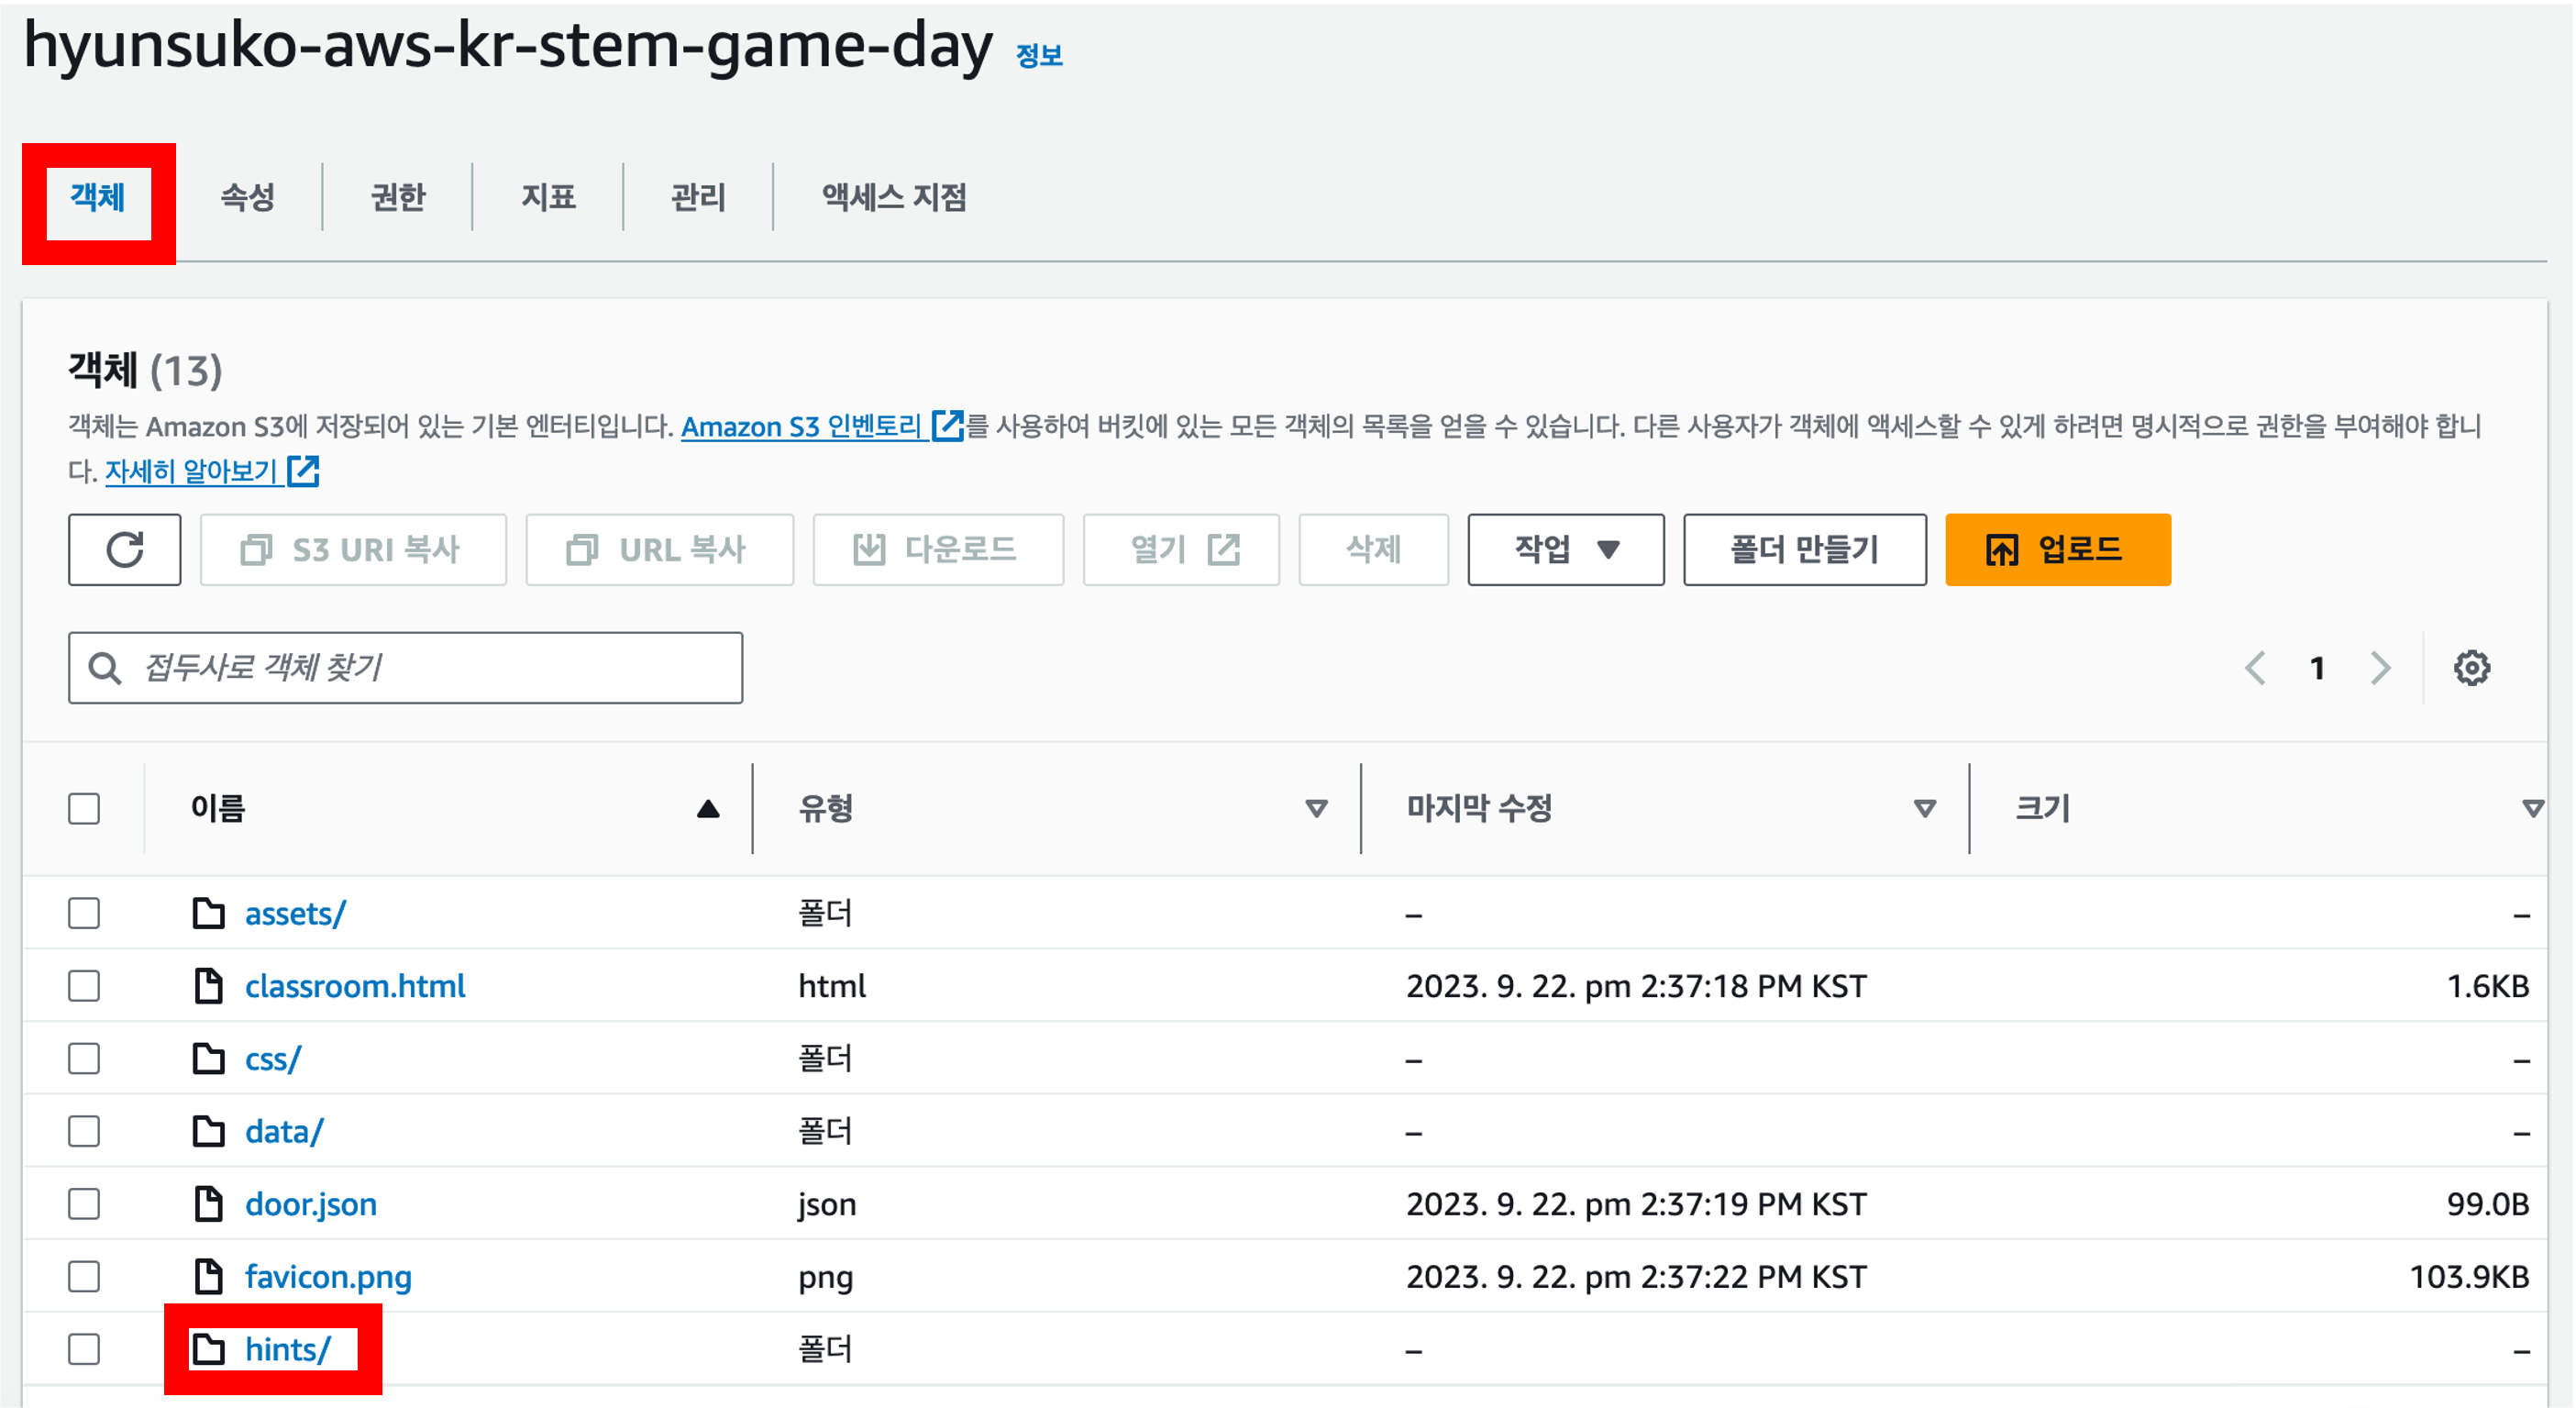 hyunsuko-aws-kr-stem-game-day 정보
객체 속성 권한 지표 관리 액세스 지점
객체 (13)
객체는 Amazon S3에 저장되어 있는 기본 엔터티입니다. Amazon S3 인벤토리 를 사용하여 버킷에 있는 모든 객체의 목록을 얻을 수 있습니다. 다른 사용자가 객체에 액세스할 수 있게 하려면 명시적으로 권한을 부여해야 합니
다. 자세히 알아보기
S3 URI 복사 URL 복사 다운로드 열기 삭제 작업 폴더 만들기 업로드
접두사로 객체 찾기 1
이름 유형 마지막 수정 크기
assets/ 폴더 – –
classroom.html html 2023. 9. 22. pm 2:37:18 PM KST 1.6KB
css/ 폴더 – –
data/ 폴더 – –
door.json json 2023. 9. 22. pm 2:37:19 PM KST 99.0B
favicon.png png 2023. 9. 22. pm 2:37:22 PM KST 103.9KB
hints/ 폴더 – –